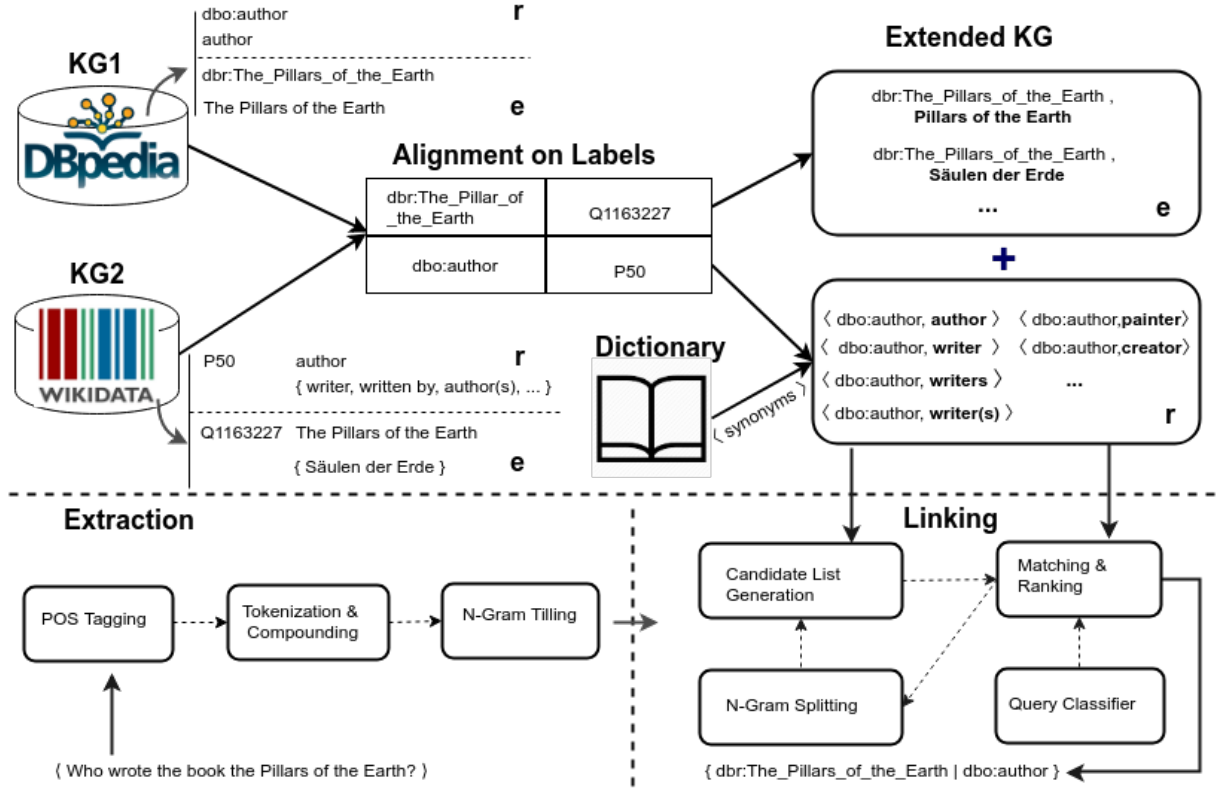 dbo:author
r
author
dbr:The_Pillars_of_the_Earth
The Pillars of the Earth
e
KG1
DBpedia
Extended KG
dbr:The_Pillars_of_the_Earth ,
Pillars of the Earth
dbr:The_Pillars_of_the_Earth ,
Säulen der Erde
...
e
+
Alignment on Labels
dbr:The_Pillar_of
_the_Earth
Q1163227
dbo:author
P50
KG2
WIKIDATA
P50 author
r
{ writer, written by, author(s), ... }
Q1163227 The Pillars of the Earth
{ Säulen der Erde }
e
Dictionary
〈 synonyms 〉
〈 dbo:author, author 〉 〈 dbo:author,painter〉
〈 dbo:author, writer 〉 〈 dbo:author,creator〉
〈 dbo:author, writers 〉 ...
〈 dbo:author, writer(s) 〉
r
Extraction
POS Tagging
Tokenization &
Compounding
N-Gram Tilling
⟨ Who wrote the book the Pillars of the Earth? ⟩
Linking
Candidate List
Generation
Matching &
Ranking
N-Gram Splitting
Query Classifier
{ dbr:The_Pillars_of_the_Earth | dbo:author }